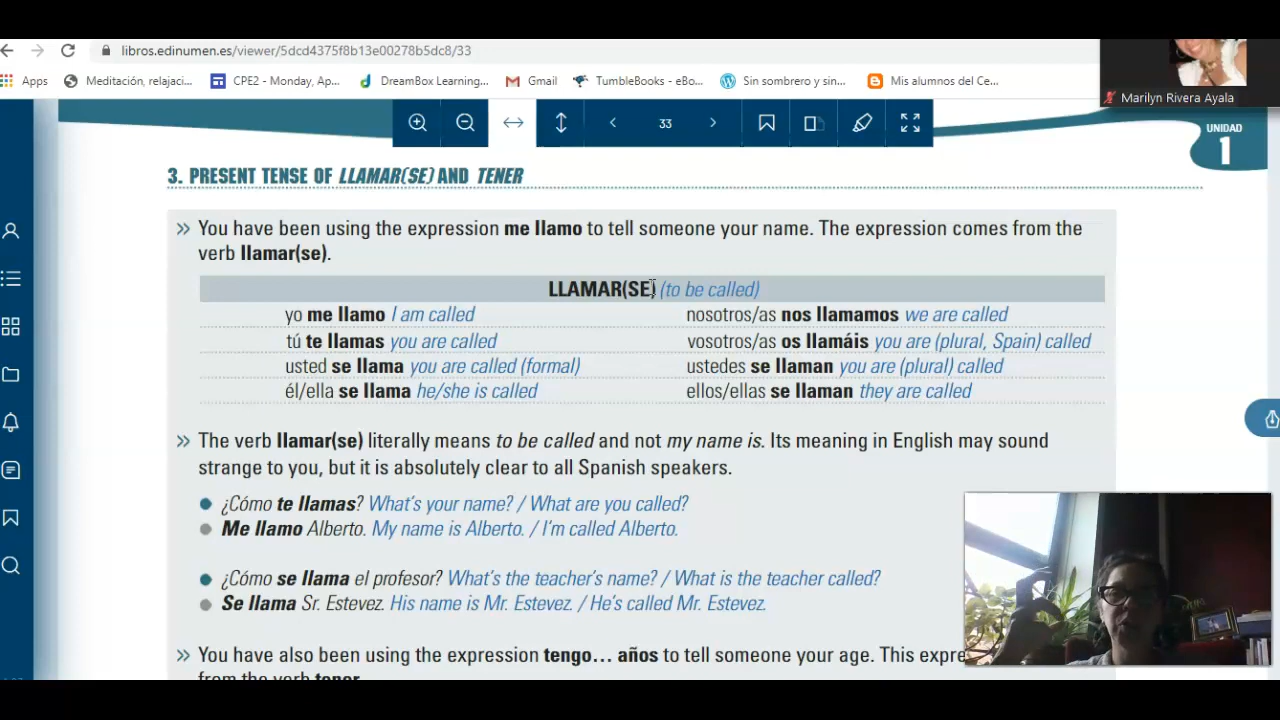 libros.edinumen.es/viewer/5dcd4375f8b13e00278b5dc8/33
Apps Meditación, relajaci... CPE2 - Monday, Ap... DreamBox Learning... Gmail TumbleBooks - eBo... Sin sombrero y sin... Mis alumnos del Ce...
Marilyn Rivera Ayala
33
UNIDAD
1
3. PRESENT TENSE OF LLAMAR(SE) AND TENER
» You have been using the expression me llamo to tell someone your name. The expression comes from the
verb llamar(se).
LLAMAR(SE) (to be called)
yo me llamo I am called nosotros/as nos llamamos we are called
tú te llamas you are called vosotros/as os llamáis you are (plural, Spain) called
usted se llama you are called (formal) ustedes se llaman you are (plural) called
él/ella se llama he/she is called ellos/ellas se llaman they are called
» The verb llamar(se) literally means to be called and not my name is. Its meaning in English may sound
strange to you, but it is absolutely clear to all Spanish speakers.
● ¿Cómo te llamas? What's your name? / What are you called?
● Me llamo Alberto. My name is Alberto. / I'm called Alberto.
● ¿Cómo se llama el profesor? What's the teacher's name? / What is the teacher called?
● Se llama Sr. Estevez. His name is Mr. Estevez. / He's called Mr. Estevez.
» You have also been using the expression tengo... años to tell someone your age. This expre
from the verb tener.